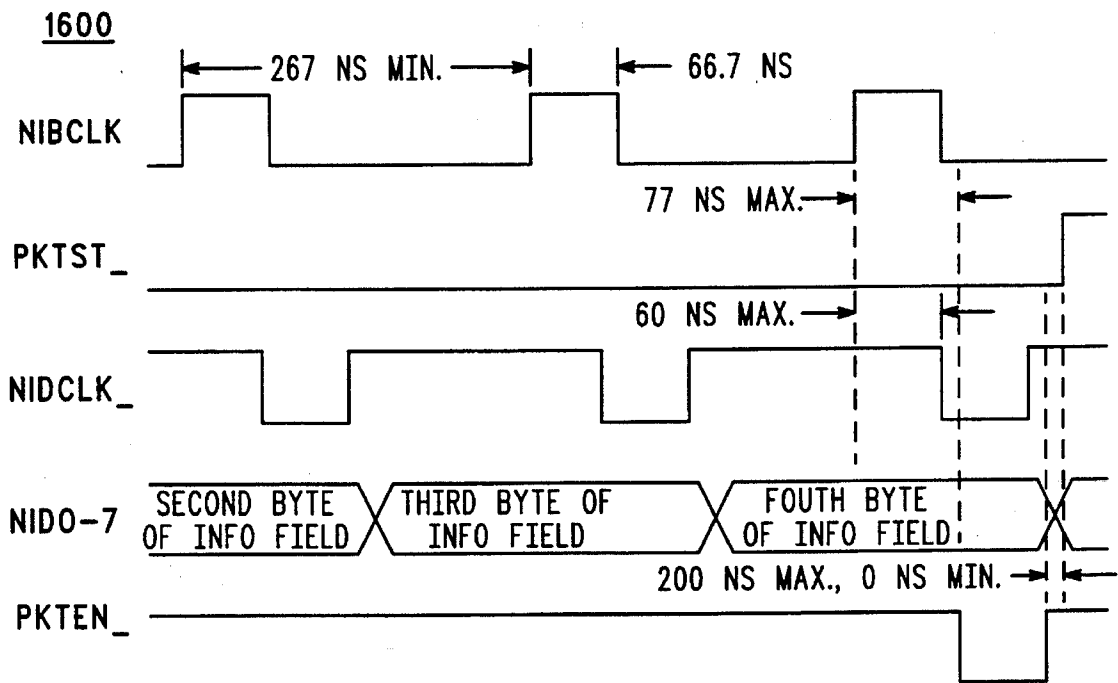 1600
267 NS MIN.
66.7 NS
NIBCLK
77 NS MAX.
PKTST_
60 NS MAX.
NIDCLK_
SECOND BYTE
OF INFO FIELD
THIRD BYTE OF
INFO FIELD
FOUTH BYTE
OF INFO FIELD
NIDO-7
200 NS MAX., 0 NS MIN.
PKTEN_